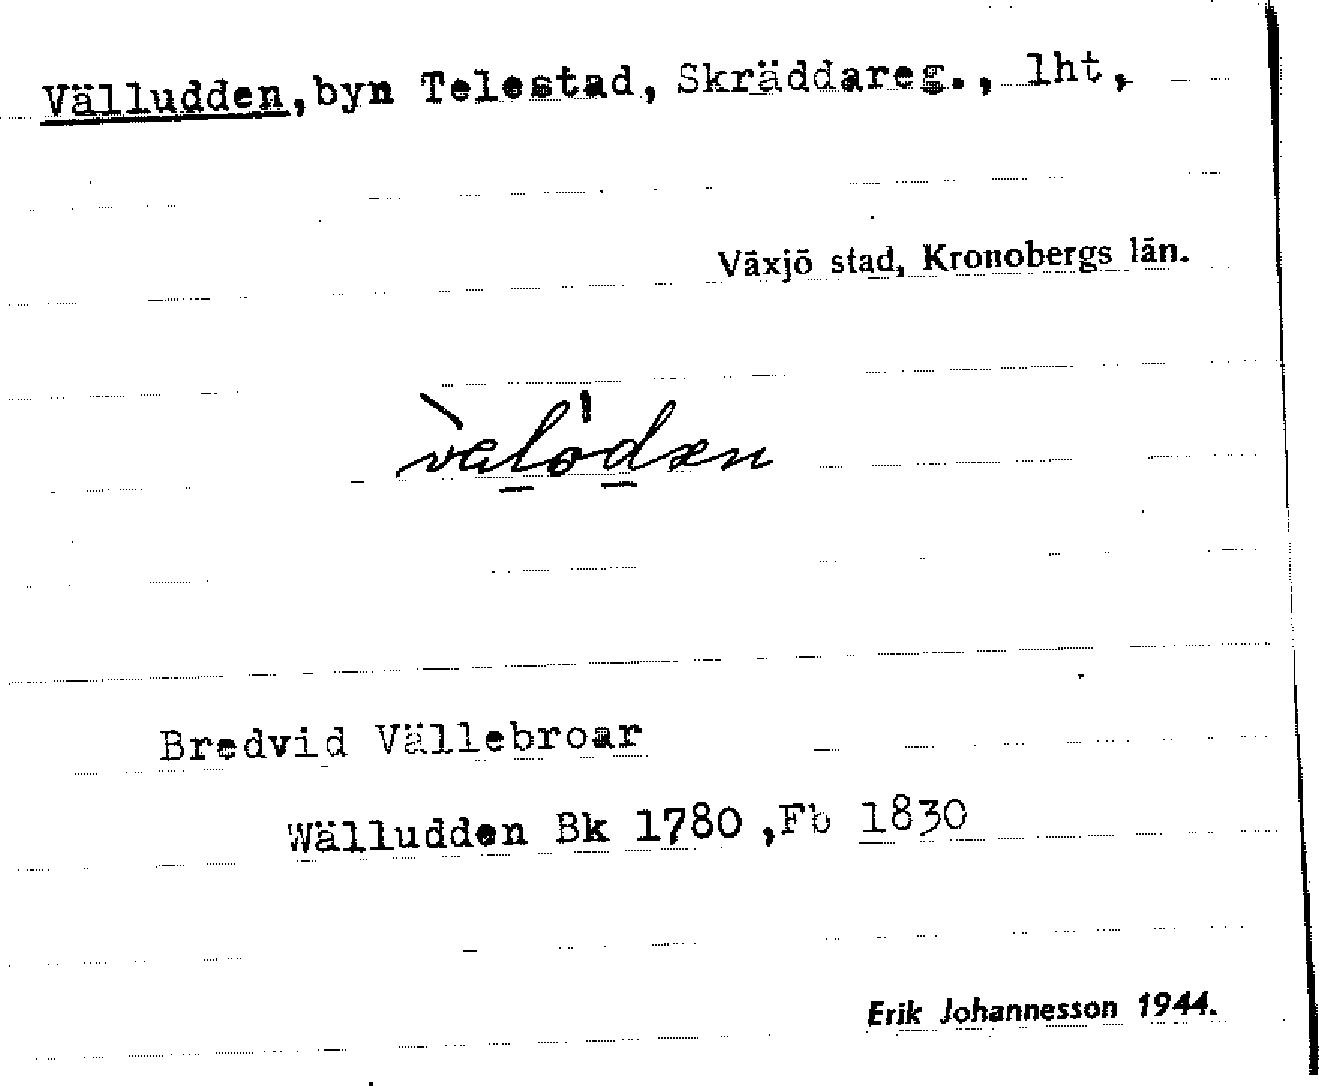 Välludden, byn Telestad, Skräddareg., lht,
Växjö stad, Kronobergs län.
Bredvid Vällebroar
Wälludden Bk 1780, Fb 1830
Erik Johannesson 1944.